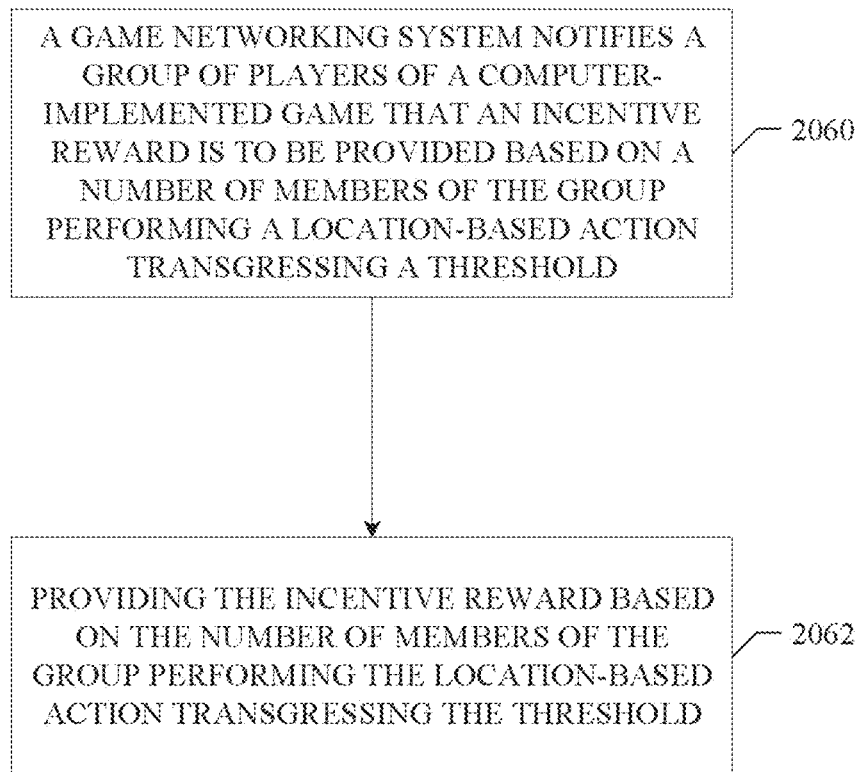 A GAME NETWORKING SYSTEM NOTIFIES A
GROUP OF PLAYERS OF A COMPUTER-
IMPLEMENTED GAME THAT AN INCENTIVE
REWARD IS TO BE PROVIDED BASED ON A
NUMBER OF MEMBERS OF THE GROUP
PERFORMING A LOCATION-BASED ACTION
TRANSGRESSING A THRESHOLD
2060
PROVIDING THE INCENTIVE REWARD BASED
ON THE NUMBER OF MEMBERS OF THE
GROUP PERFORMING THE LOCATION-BASED
ACTION TRANSGRESSING THE THRESHOLD
2062